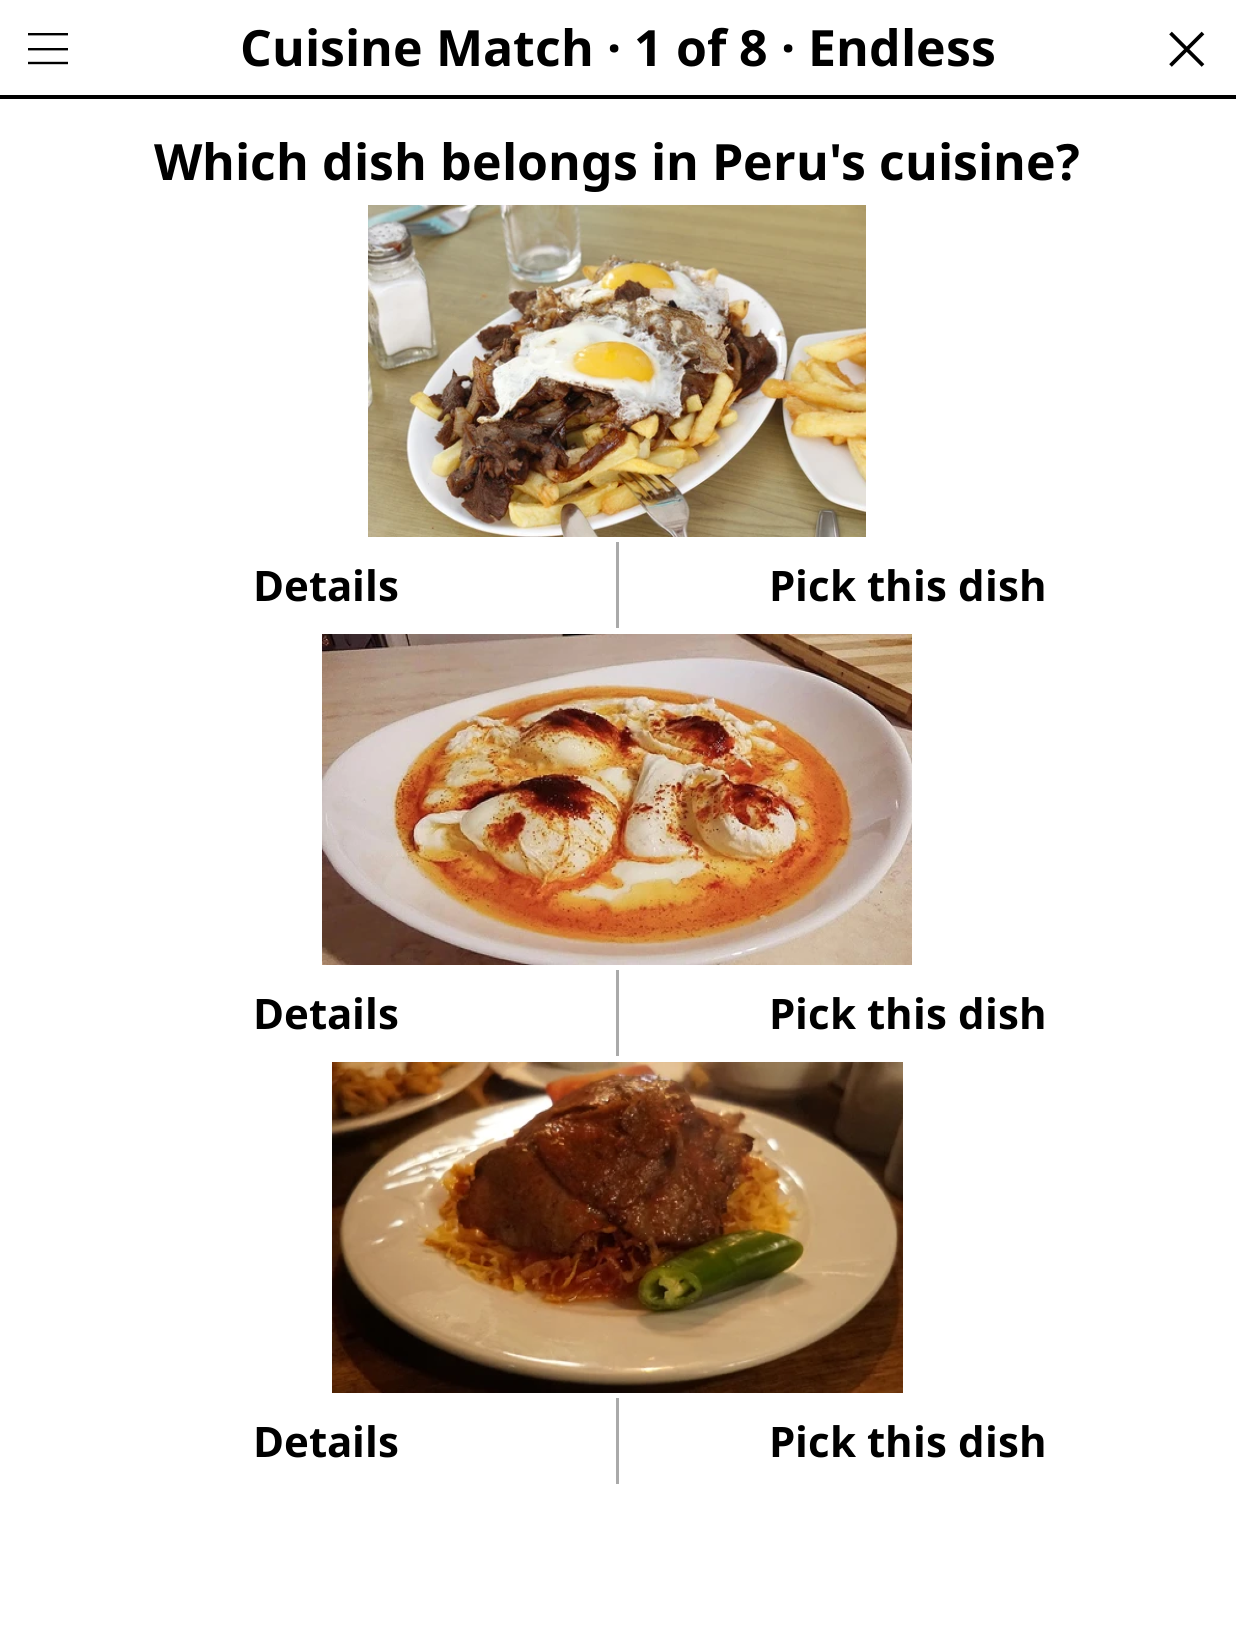 Cuisine Match · 1 of 8 · Endless
Which dish belongs in Peru's cuisine?
Details
Pick this dish
Details
Pick this dish
Details
Pick this dish